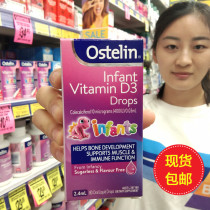 Ostelin
Infant
Vitamin D3
Drops
infants
HELPS BONE DEVELOPMENT
SUPPORTS MUSCLE &
IMMUNE FUNCTION
Sugarless & Flavour Free
2.4mL
现货
包邮